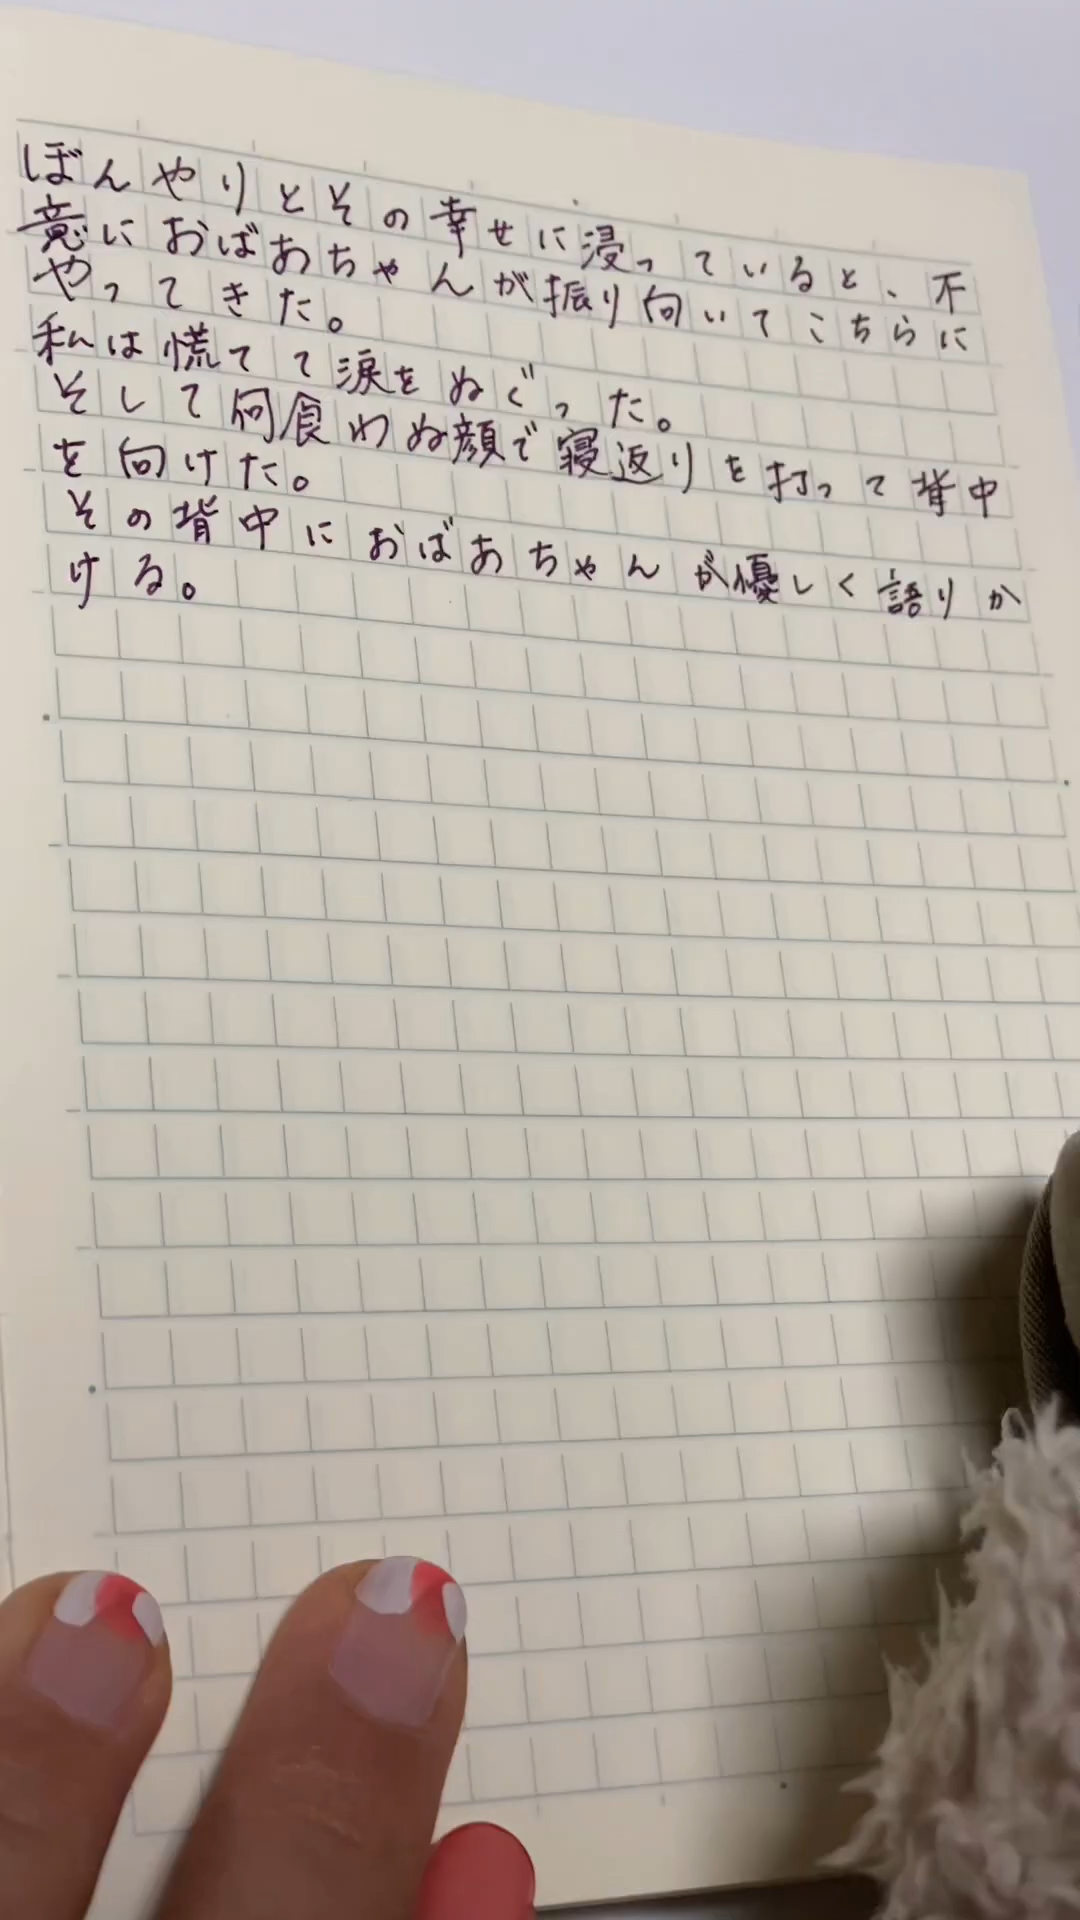 ぼんやりとその幸せに浸っていると、不
意におばあちゃんが振り向いてこちらに
やってきた。
私は慌てて涙をぬぐった。
そして何食わぬ顔で寝返りを打って背中
を向けた。
その背中におばあちゃんが優しく語りか
ける。